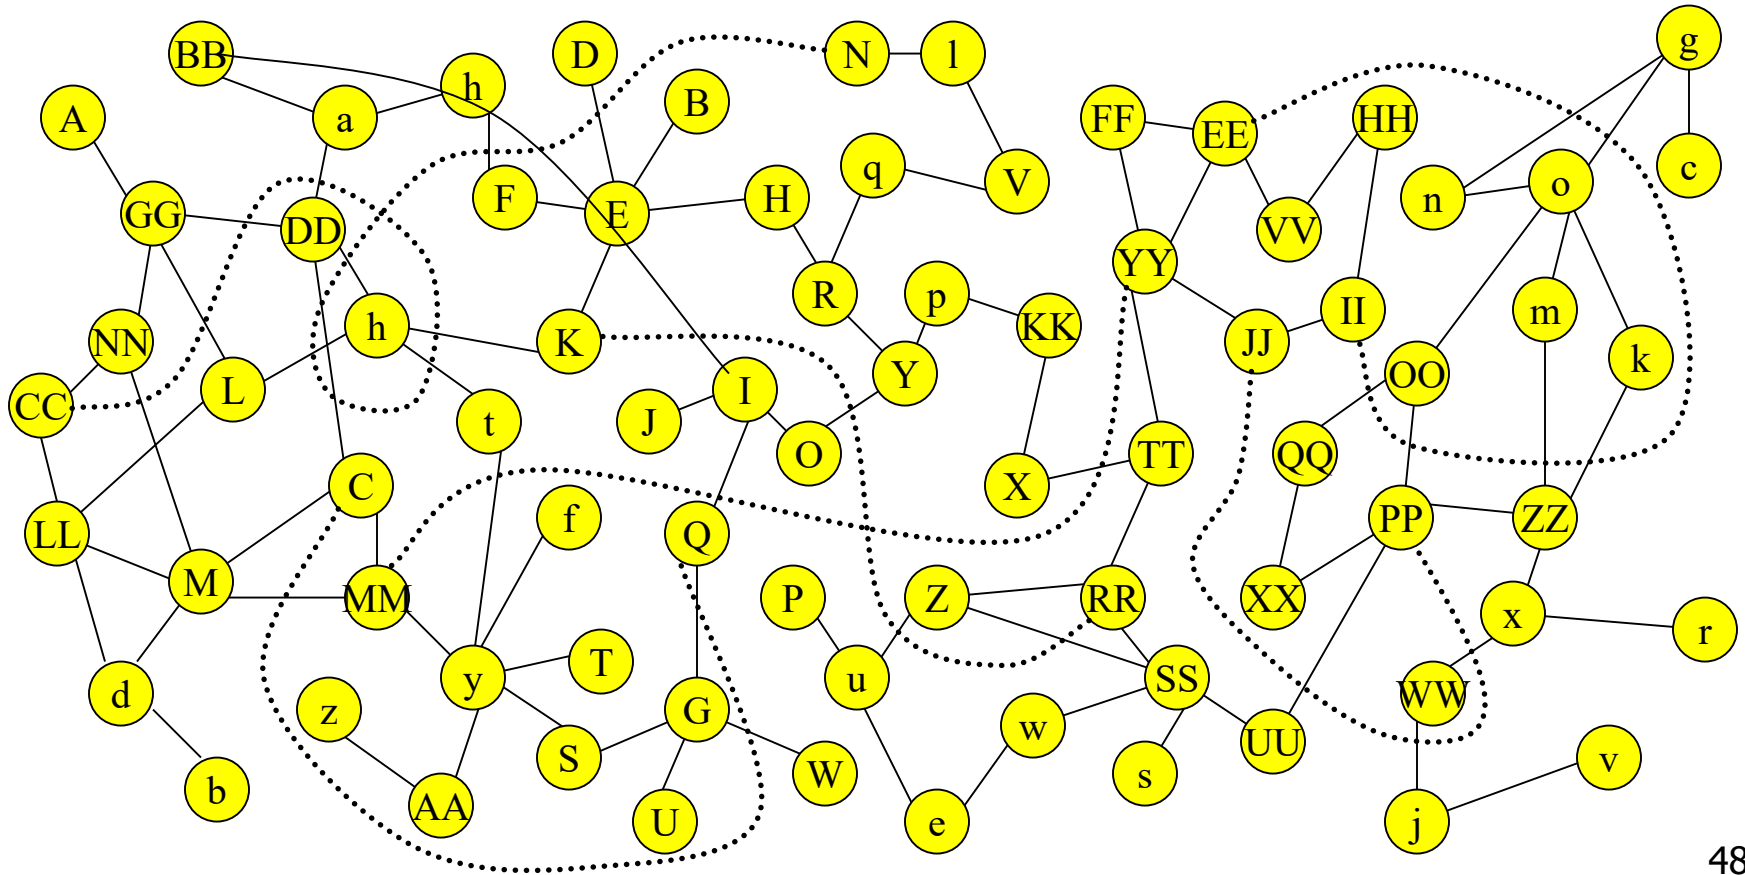 g
BB
D
N
l
h
B
A
a
FF
EE
HH
q
c
V
o
F
H
n
GG
E
DD
VV
YY
R
p
m
II
h
KK
NN
K
JJ
k
Y
OO
L
I
CC
J
t
O
QQ
TT
C
X
f
PP
ZZ
LL
Q
M
MM
P
Z
RR
XX
x
r
T
y
u
SS
d
WW
z
G
w
UU
S
v
W
s
b
AA
U
e
j
48